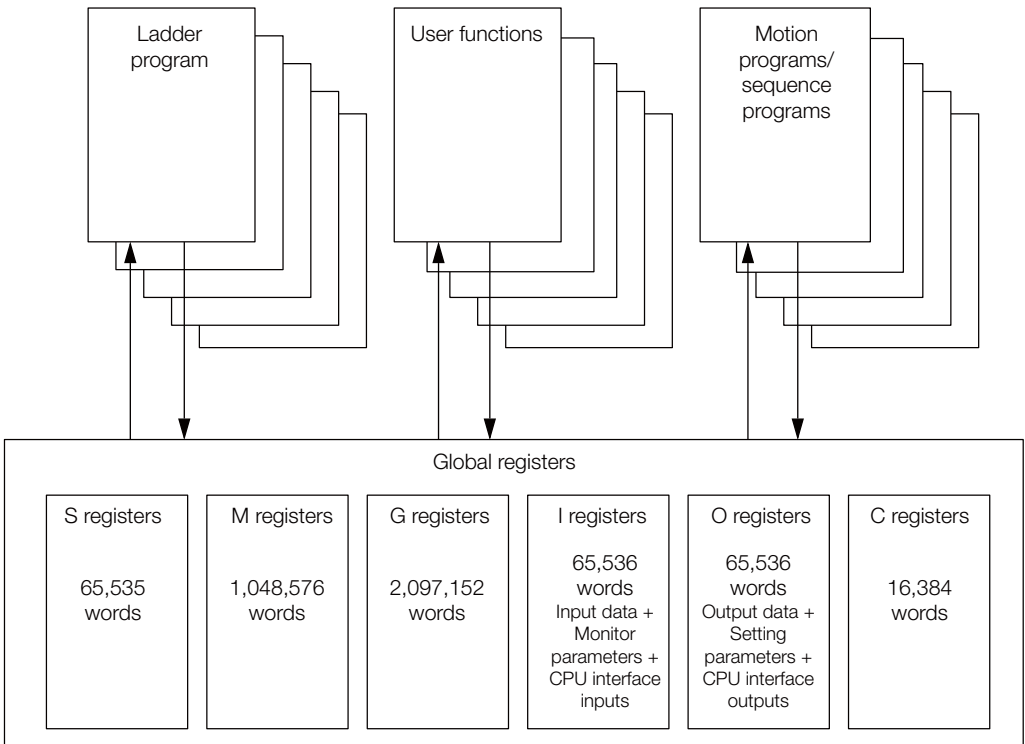 Ladder
program
User functions
Motion
programs/
sequence
programs
Global registers
S registers
65,535
words
M registers
1,048,576
words
G registers
2,097,152
words
I registers
65,536
words
Input data +
Monitor
parameters +
CPU interface
inputs
O registers
65,536
words
Output data +
Setting
parameters +
CPU interface
outputs
C registers
16,384
words